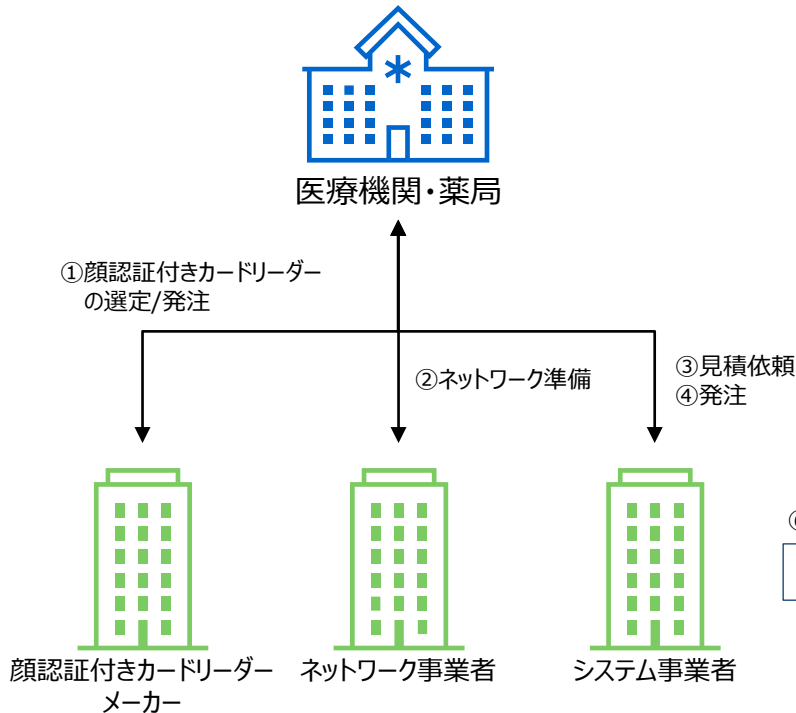 医療機関・薬局
①顔認証付きカードリーダー
の選定/発注
②ネットワーク準備
③見積依頼
④発注
顔認証付きカードリーダー
メーカー
ネットワーク事業者
システム事業者